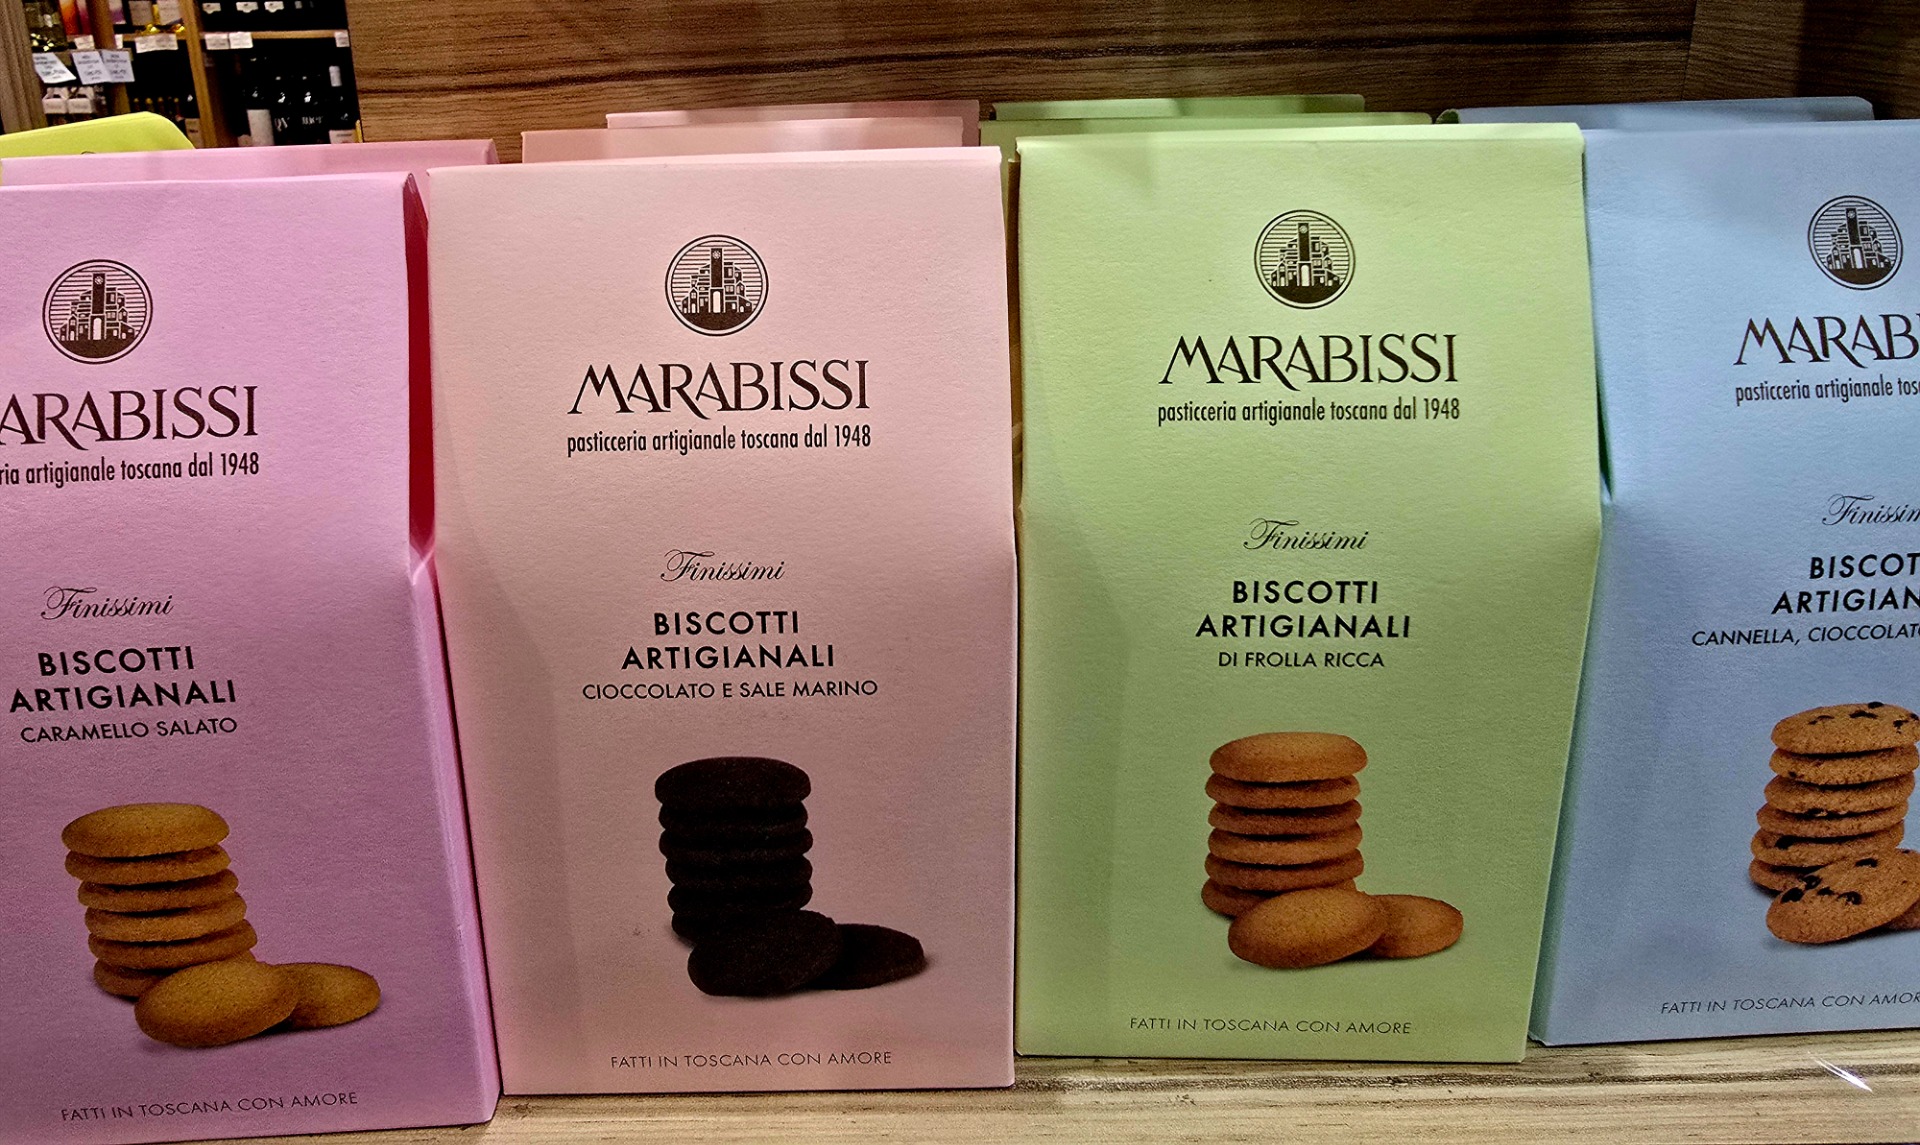 ARABISSI
ria artigianale toscana dal 1948
Finissimi
BISCOTTI
ARTIGIANALI
CARAMELLO SALATO
FATTI IN TOSCANA CON AMORE
MARABISSI
pasticceria artigianale toscana dal 1948
Finissimi
BISCOTTI
ARTIGIANALI
CIOCCOLATO E SALE MARINO
FATTI IN TOSCANA CON AMORE
MARABISSI
pasticceria artigianale toscana dal 1948
Finissimi
BISCOTTI
ARTIGIANALI
DI FROLLA RICCA
FATTI IN TOSCANA CON AMORE
MARAB
pasticceria artigianale tos
Finissim
BISCOT
ARTIGIAN
CANNELLA, CIOCCOLAT
FATTI IN TOSCANA CON AMOR